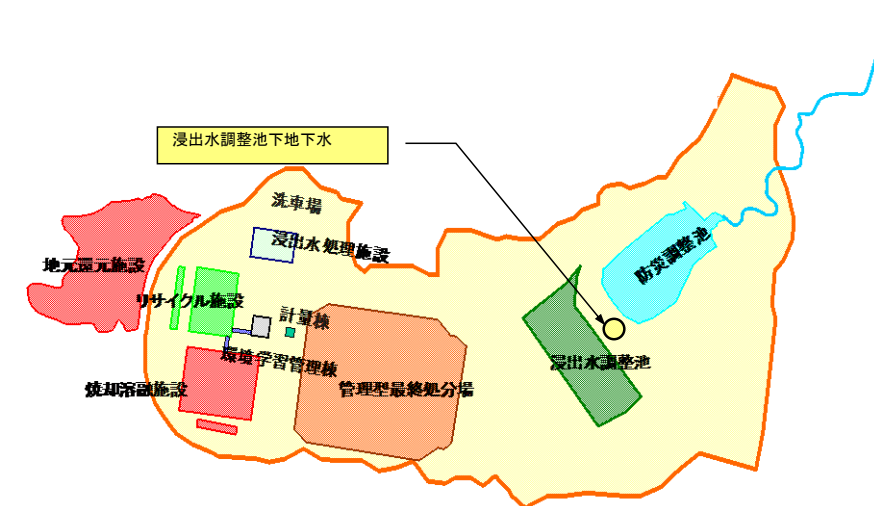 浸出水調整池下地下水
洗車場
浸出水処理施設
防災調整池
地元還元施設
リサイクル施設
計量棟
環境学習管理棟
浸出水調整池
焼却溶融施設
管理型最終処分場